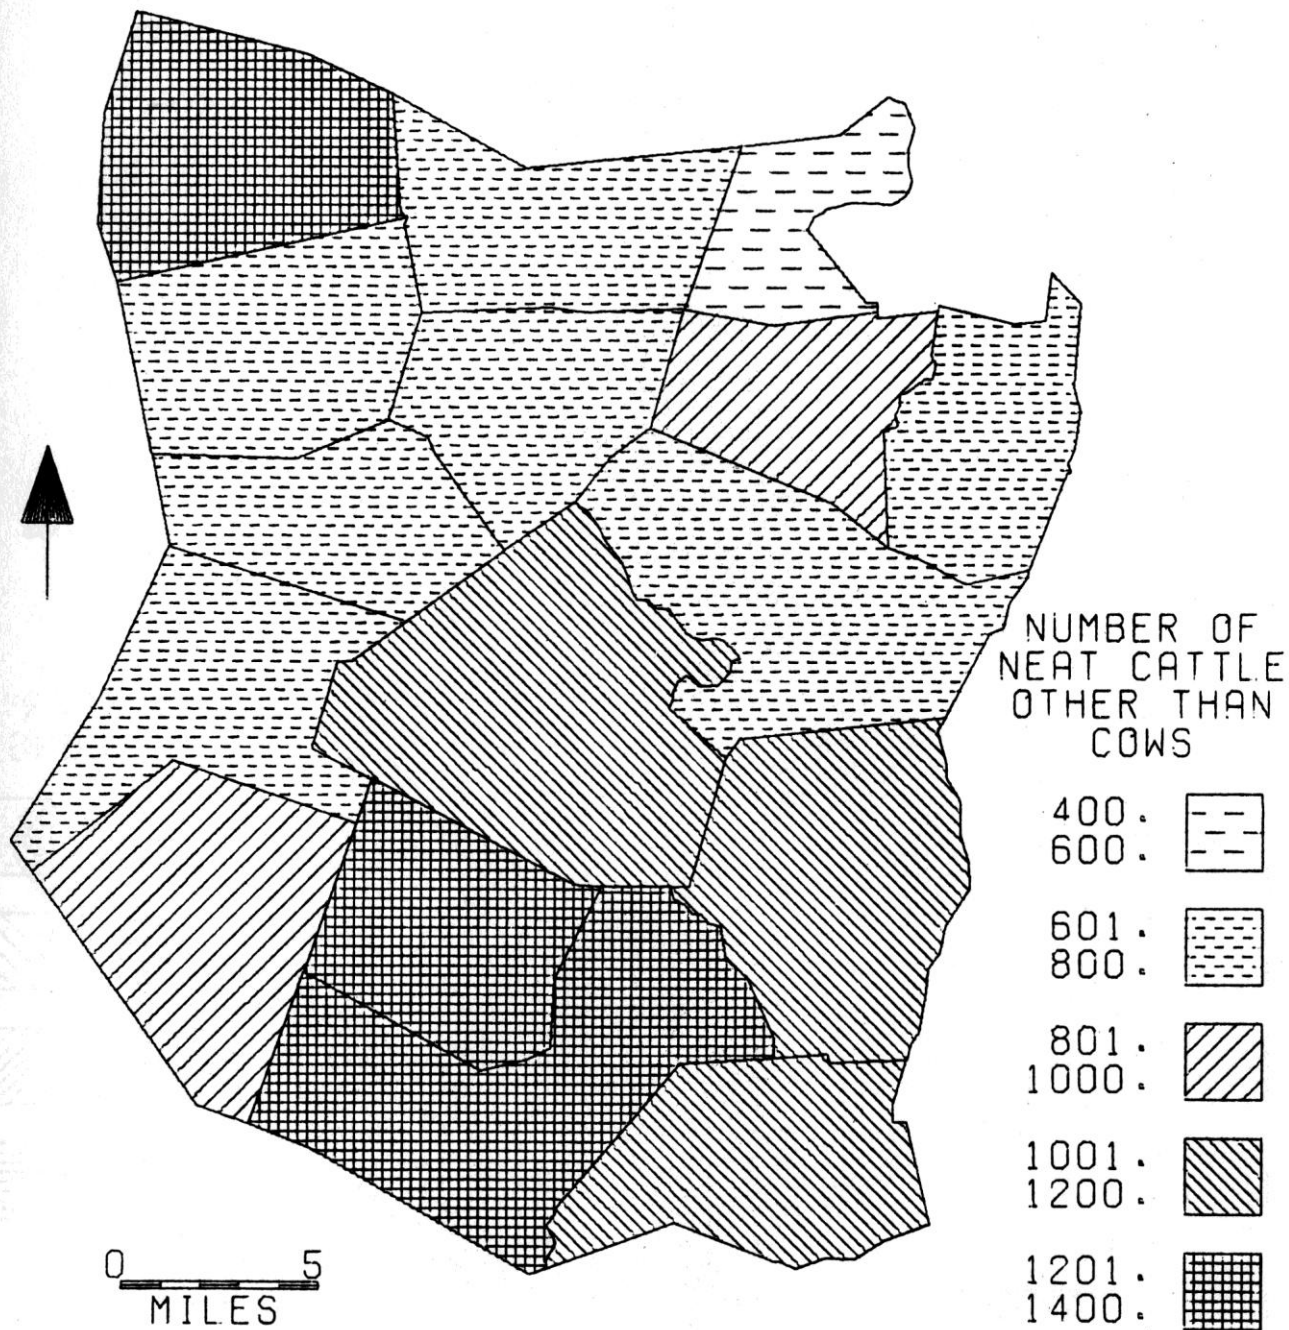 NUMBER OF
NEAT CATTLE
OTHER THAN
COWS
400.
600.
601.
800.
801.
1000.
1001.
1200.
1201.
1400.
0 5
MILES